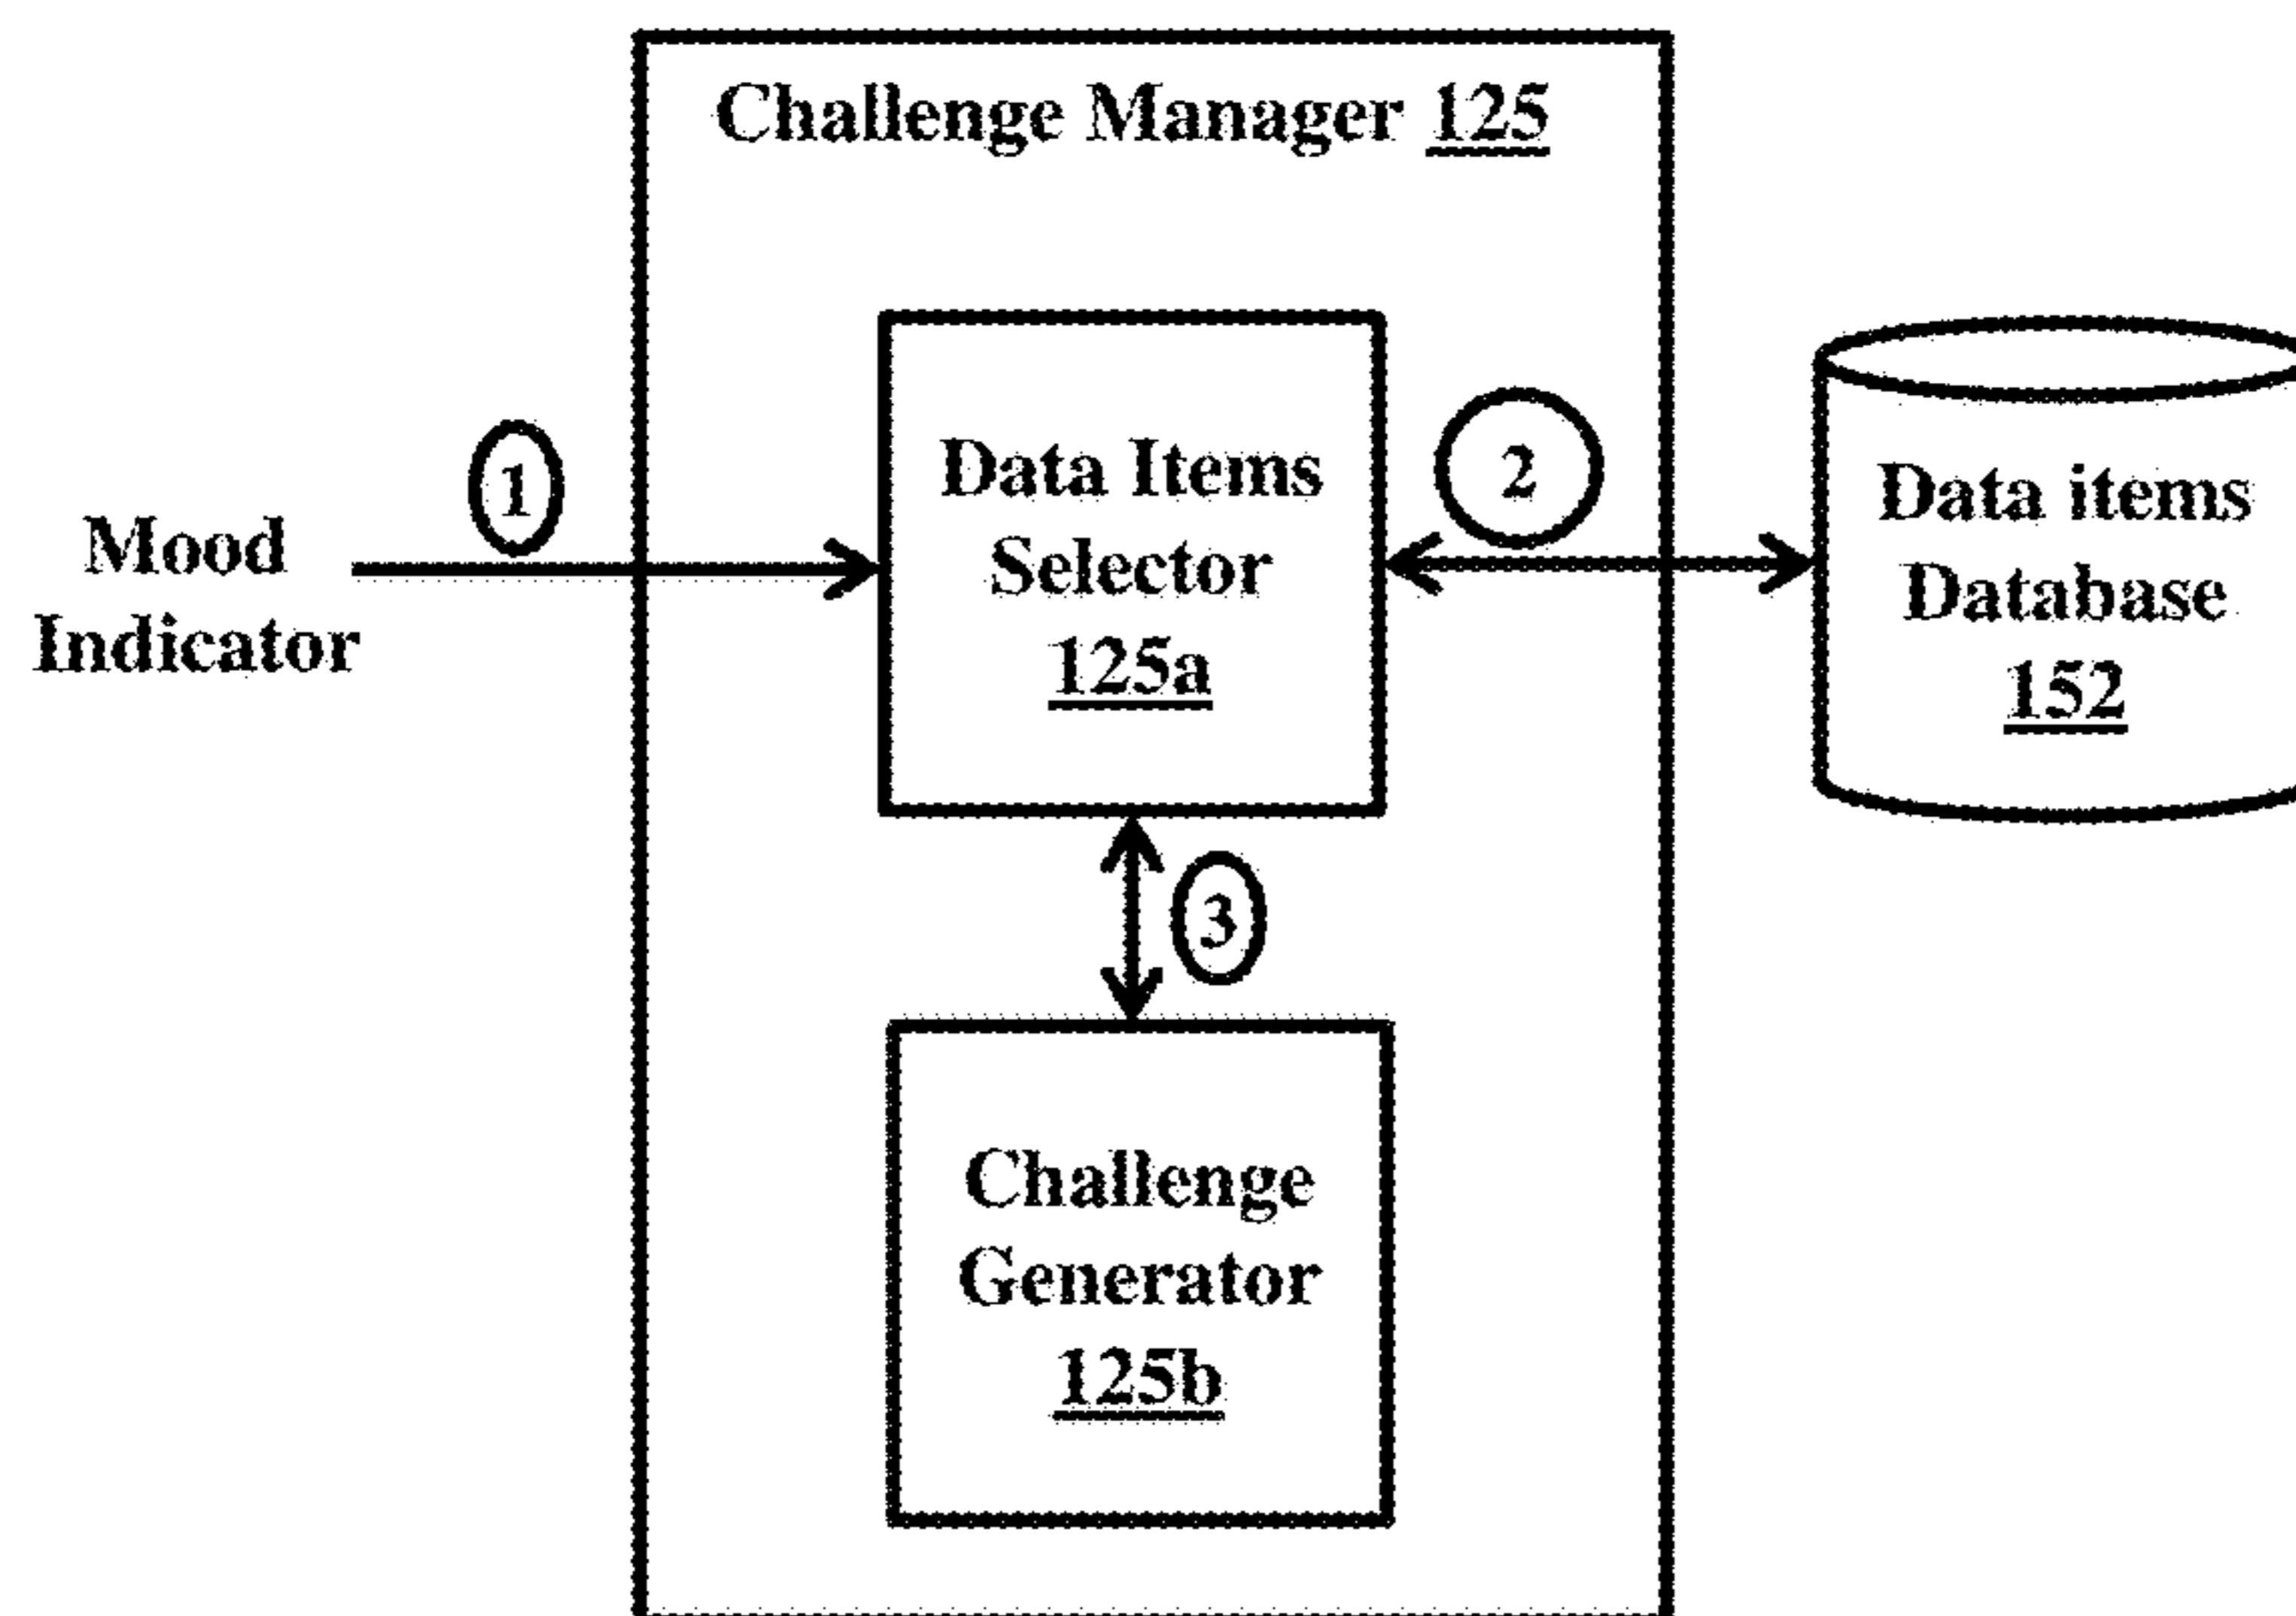 Challenge Manager 125
1
Mood
Indicator
Data Items
Selector
125a
2
Data items
Database
152
3
Challenge
Generator
125b